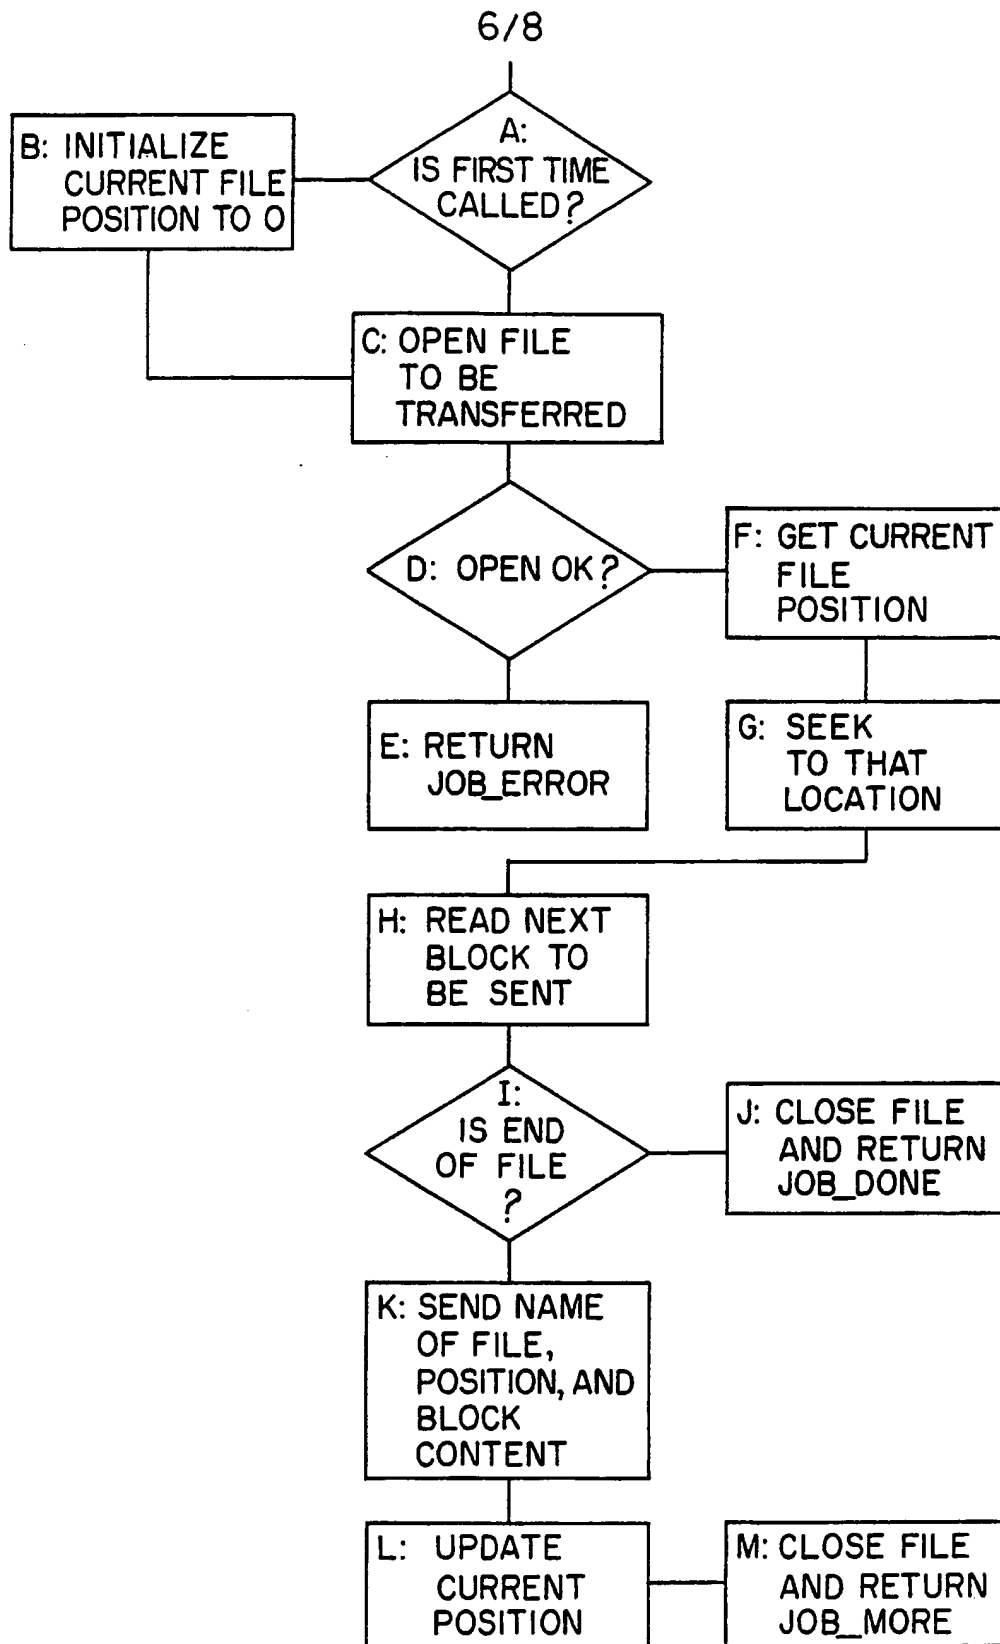 6/8
A:
IS FIRST TIME
CALLED?
B: INITIALIZE
CURRENT FILE
POSITION TO 0
C: OPEN FILE
TO BE
TRANSFERRED
D: OPEN OK?
F: GET CURRENT
FILE
POSITION
E: RETURN
JOB_ERROR
G: SEEK
TO THAT
LOCATION
H: READ NEXT
BLOCK TO
BE SENT
I:
IS END
OF FILE
?
J: CLOSE FILE
AND RETURN
JOB_DONE
K: SEND NAME
OF FILE,
POSITION, AND
BLOCK
CONTENT
L: UPDATE
CURRENT
POSITION
M: CLOSE FILE
AND RETURN
JOB_MORE